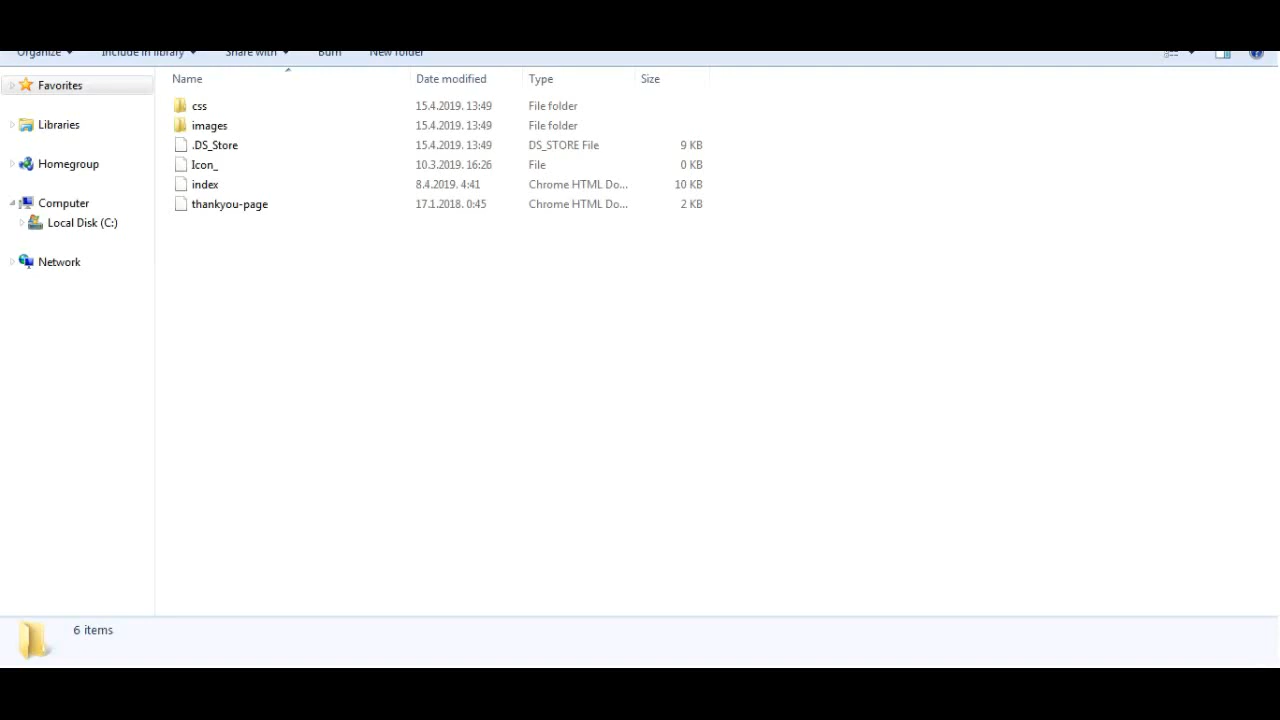 Organize Include in library Share with Burn New folder
Favorites
Libraries
Homegroup
Computer
Local Disk (C:)
Network
Name Date modified Type Size
css 15.4.2019. 13:49 File folder
images 15.4.2019. 13:49 File folder
.DS_Store 15.4.2019. 13:49 DS_STORE File 9 KB
Icon_ 10.3.2019. 16:26 File 0 KB
index 8.4.2019. 4:41 Chrome HTML Do... 10 KB
thankyou-page 17.1.2018. 0:45 Chrome HTML Do... 2 KB
6 items